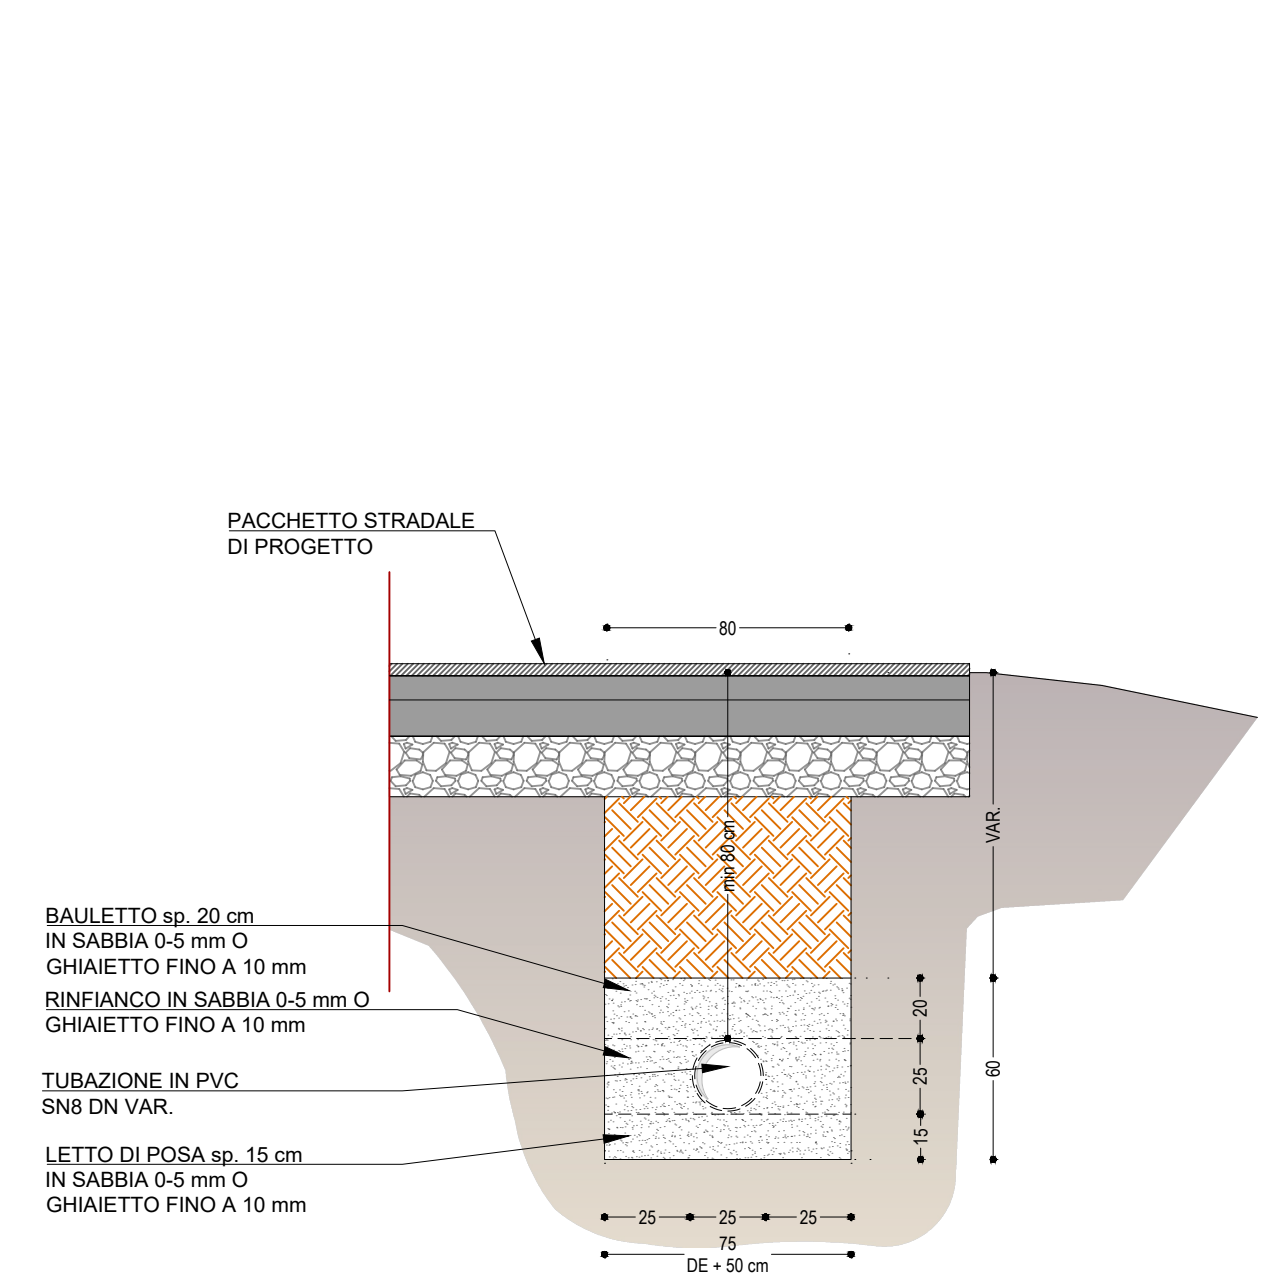 PACCHETTO STRADALE
DI PROGETTO
80
min 80 cm
VAR.
BAULETTO sp. 20 cm
IN SABBIA 0-5 mm O
GHIAIETTO FINO A 10 mm
RINFIANCO IN SABBIA 0-5 mm O
GHIAIETTO FINO A 10 mm
20
25
15
60
TUBAZIONE IN PVC
SN8 DN VAR.
LETTO DI POSA sp. 15 cm
IN SABBIA 0-5 mm O
GHIAIETTO FINO A 10 mm
25 25 25
75
DE + 50 cm